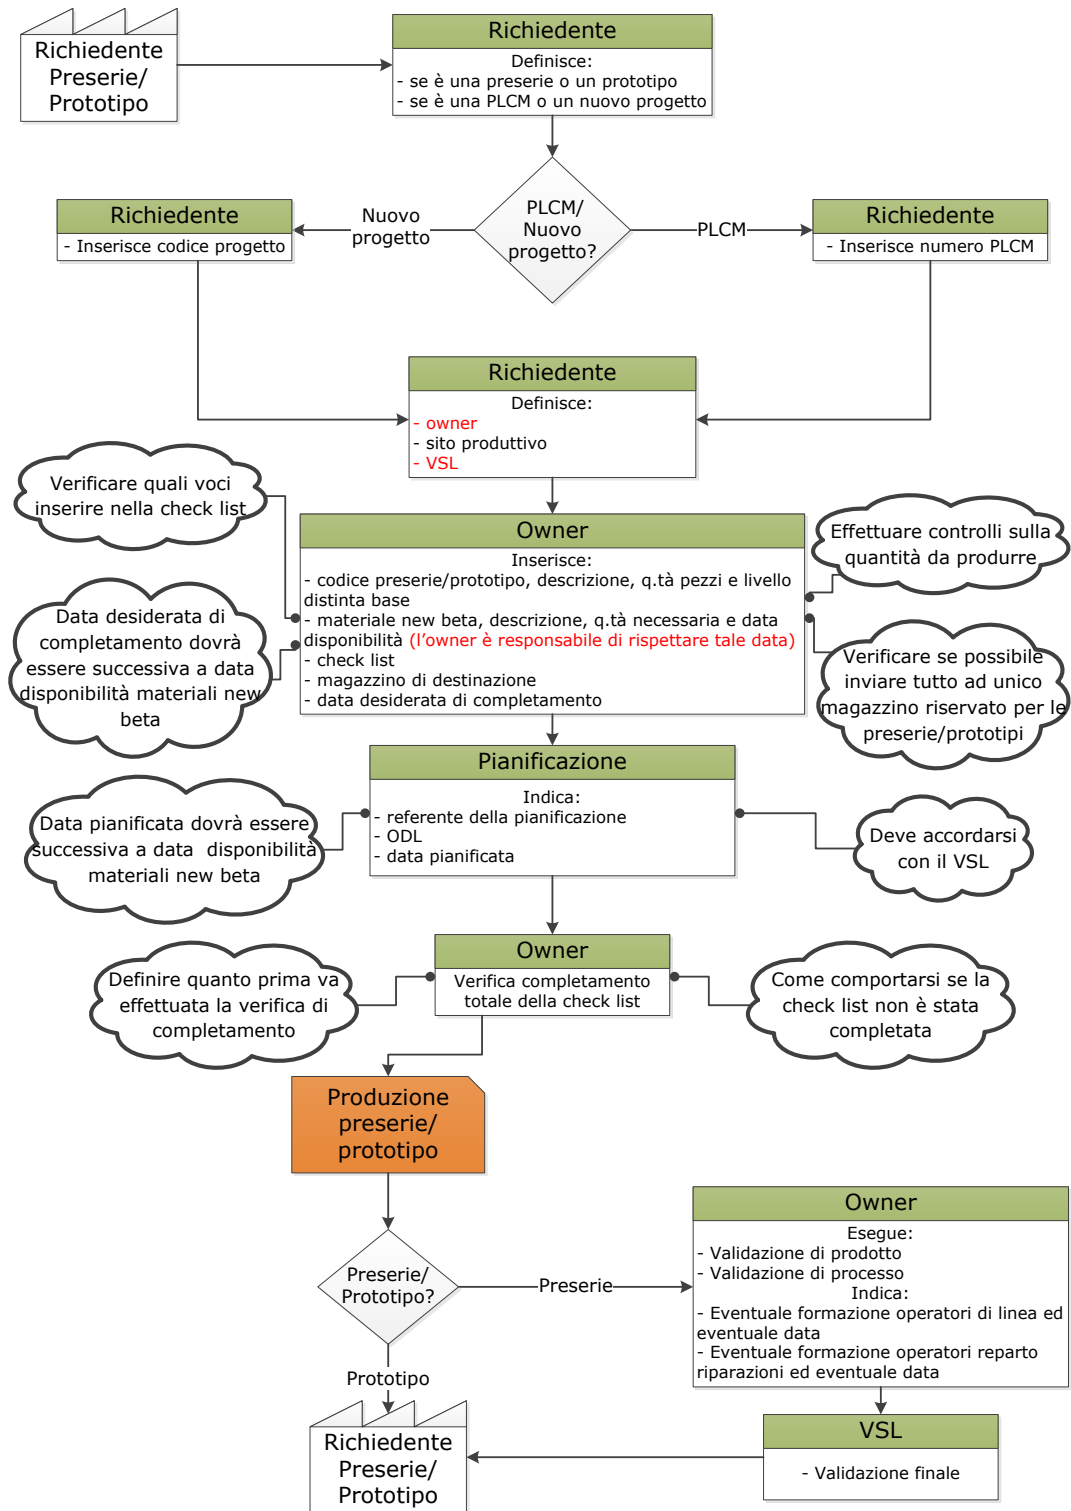 Richiedente
Preserie/
Prototipo
Richiedente
Definisce:
- se è una preserie o un prototipo
- se è una PLCM o un nuovo progetto
PLCM/
Nuovo
progetto?
Nuovo
progetto
PLCM
Richiedente
- Inserisce codice progetto
Richiedente
- Inserisce numero PLCM
Richiedente
Definisce:
- owner
- sito produttivo
- VSL
Verificare quali voci
inserire nella check list
Data desiderata di
completamento dovrà
essere successiva a data
disponibilità materiali new
beta
Owner
Inserisce:
- codice preserie/prototipo, descrizione, q.tà pezzi e livello
distinta base
- materiale new beta, descrizione, q.tà necessaria e data
disponibilità (l'owner è responsabile di rispettare tale data)
- check list
- magazzino di destinazione
- data desiderata di completamento
Effettuare controlli sulla
quantità da produrre
Verificare se possibile
inviare tutto ad unico
magazzino riservato per le
preserie/prototipi
Pianificazione
Indica:
- referente della pianificazione
- ODL
- data pianificata
Data pianificata dovrà essere
successiva a data  disponibilità
materiali new beta
Deve accordarsi
con il VSL
Owner
Verifica completamento
totale della check list
Definire quanto prima va
effettuata la verifica di
completamento
Come comportarsi se la
check list non è stata
completata
Produzione
preserie/
prototipo
Preserie/
Prototipo?
Preserie
Prototipo
Owner
Esegue:
- Validazione di prodotto
- Validazione di processo
Indica:
- Eventuale formazione operatori di linea ed
eventuale data
- Eventuale formazione operatori reparto
riparazioni ed eventuale data
VSL
- Validazione finale
Richiedente
Preserie/
Prototipo